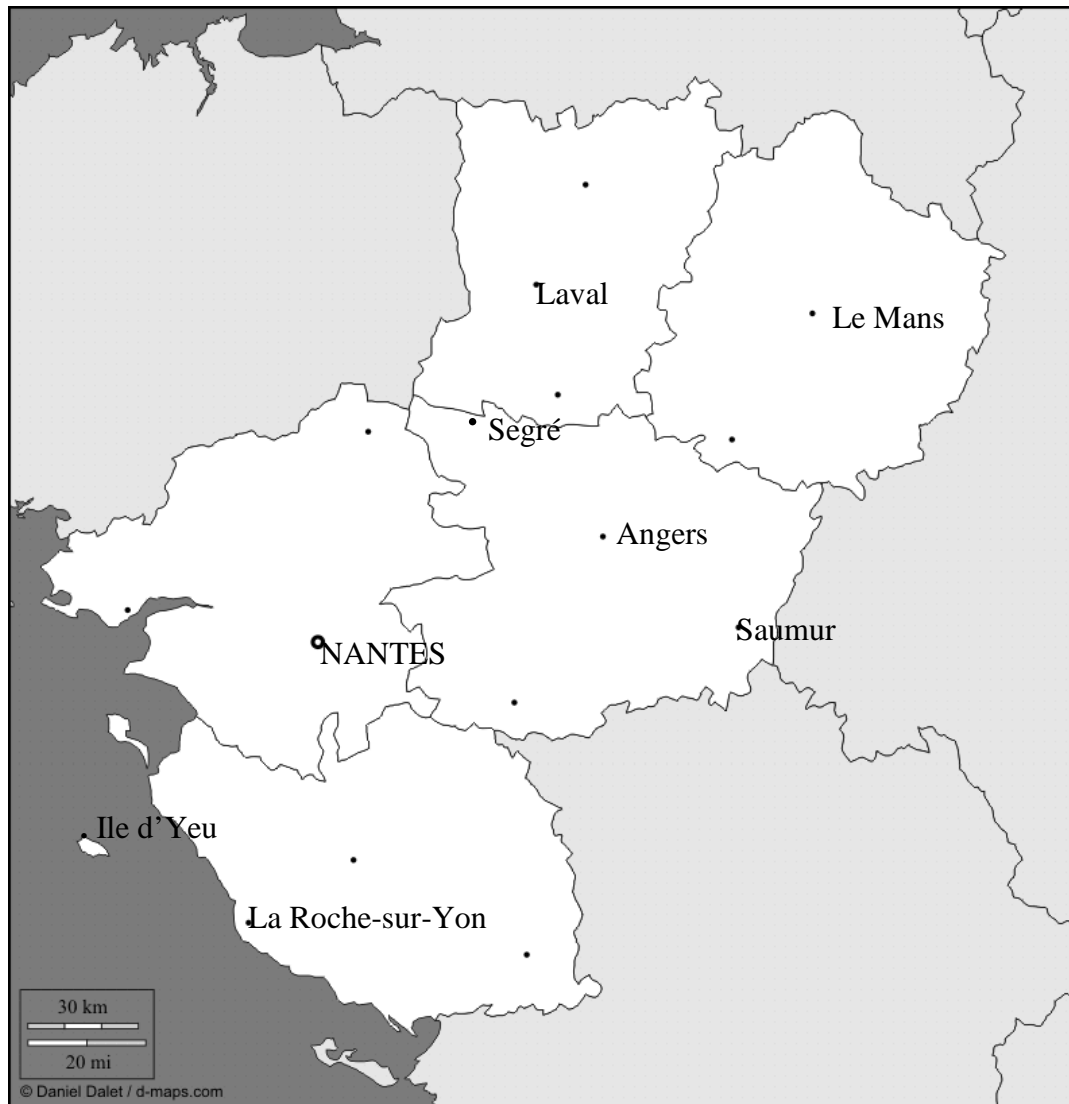 Laval
Le Mans
Segré
Angers
Saumur
NANTES
Ile d’Yeu
La Roche-sur-Yon
30 km
20 mi
© Daniel Dalet / d-maps.com